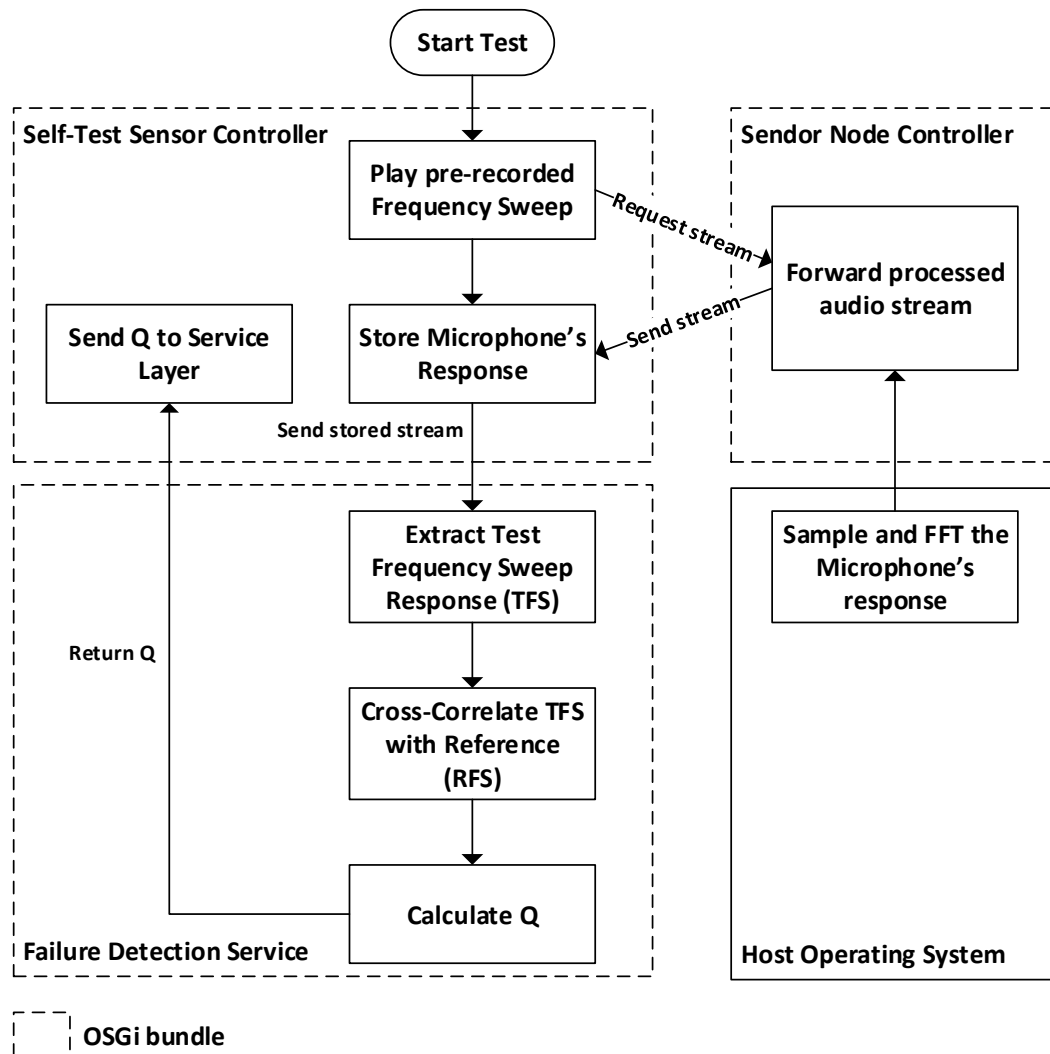 Start Test
Self-Test Sensor Controller
Play pre-recorded
Frequency Sweep
Request stream
Sendor Node Controller
Forward processed
audio stream
Send stream
Send Q to Service
Layer
Store Microphone’s
Response
Send stored stream
Extract Test
Frequency Sweep
Response (TFS)
Sample and FFT the
Microphone’s
response
Return Q
Cross-Correlate TFS
with Reference
(RFS)
Calculate Q
Failure Detection Service
Host Operating System
OSGi bundle